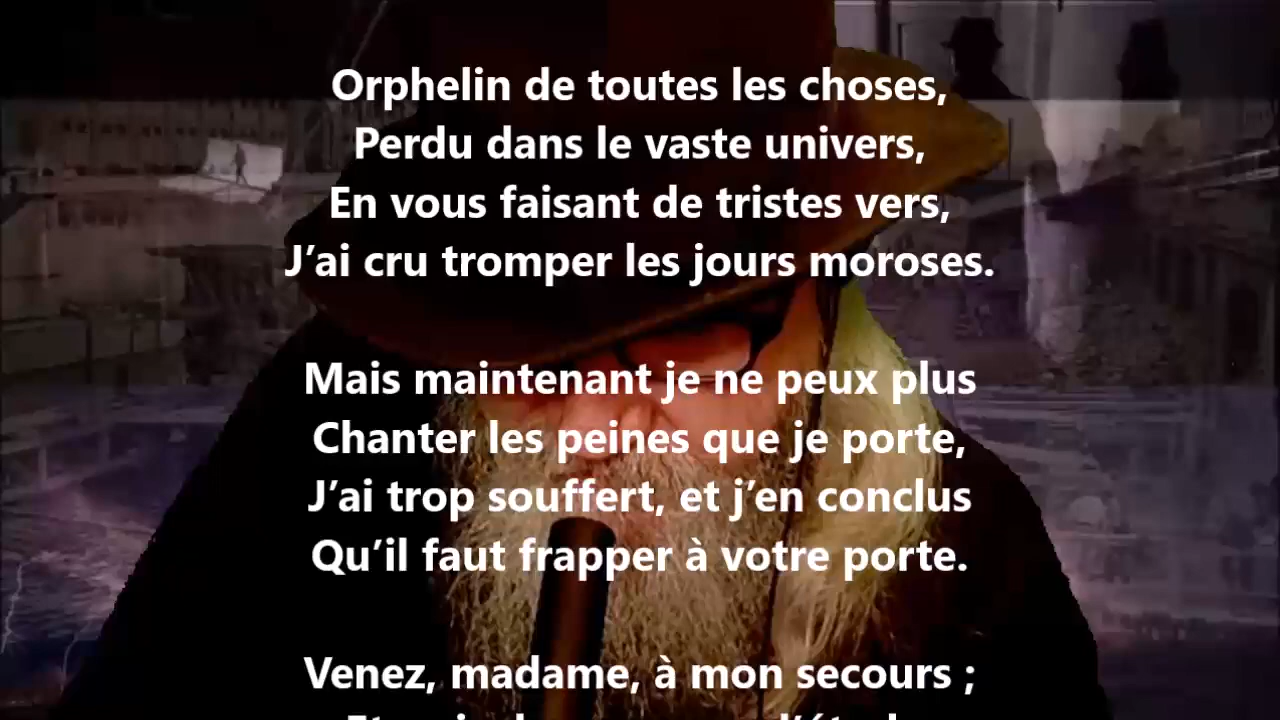 Orphelin de toutes les choses,
Perdu dans le vaste univers,
En vous faisant de tristes vers,
J’ai cru tromper les jours moroses.
Mais maintenant je ne peux plus
Chanter les peines que je porte,
J’ai trop souffert, et j’en conclus
Qu’il faut frapper à votre porte.
Venez, madame, à mon secours ;